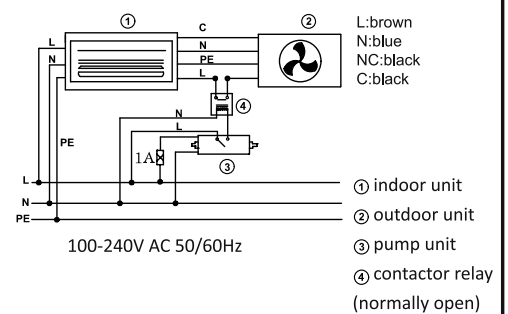 ① ②
C
N
PE
L
L
N
PE
L:brown
N:blue
NC:black
C:black
④
N
L
1A
③
L
N
PE
100-240V AC 50/60Hz
① indoor unit
② outdoor unit
③ pump unit
④ contactor relay
(normally open)